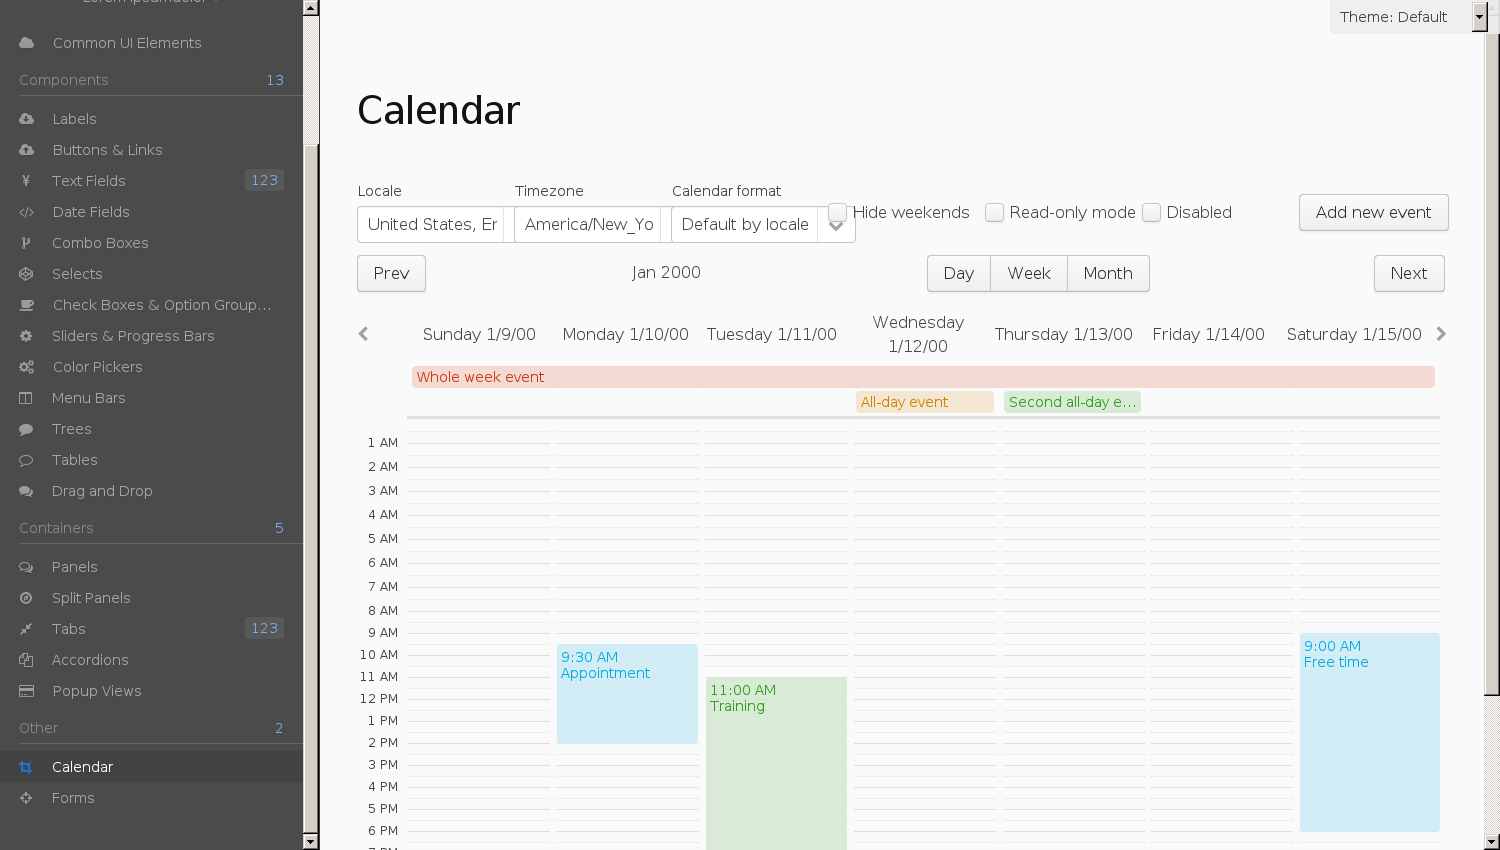 Common UI Elements
Components 13
Labels
Buttons & Links
Text Fields 123
Date Fields
Combo Boxes
Selects
Check Boxes & Option Group...
Sliders & Progress Bars
Color Pickers
Menu Bars
Trees
Tables
Drag and Drop
Containers 5
Panels
Split Panels
Tabs 123
Accordions
Popup Views
Other 2
Calendar
Forms
Theme: Default
Calendar
Locale Timezone Calendar format
United States, Er America/New_Yo Default by locale Hide weekends Read-only mode Disabled Add new event
Prev Jan 2000 Day Week Month Next
Sunday 1/9/00 Monday 1/10/00 Tuesday 1/11/00 Wednesday 1/12/00 Thursday 1/13/00 Friday 1/14/00 Saturday 1/15/00
Whole week event
All-day event Second all-day e...
1 AM
2 AM
3 AM
4 AM
5 AM
6 AM
7 AM
8 AM
9 AM
10 AM
11 AM
12 PM
1 PM
2 PM
3 PM
4 PM
5 PM
6 PM
9:30 AM
Appointment
11:00 AM
Training
9:00 AM
Free time